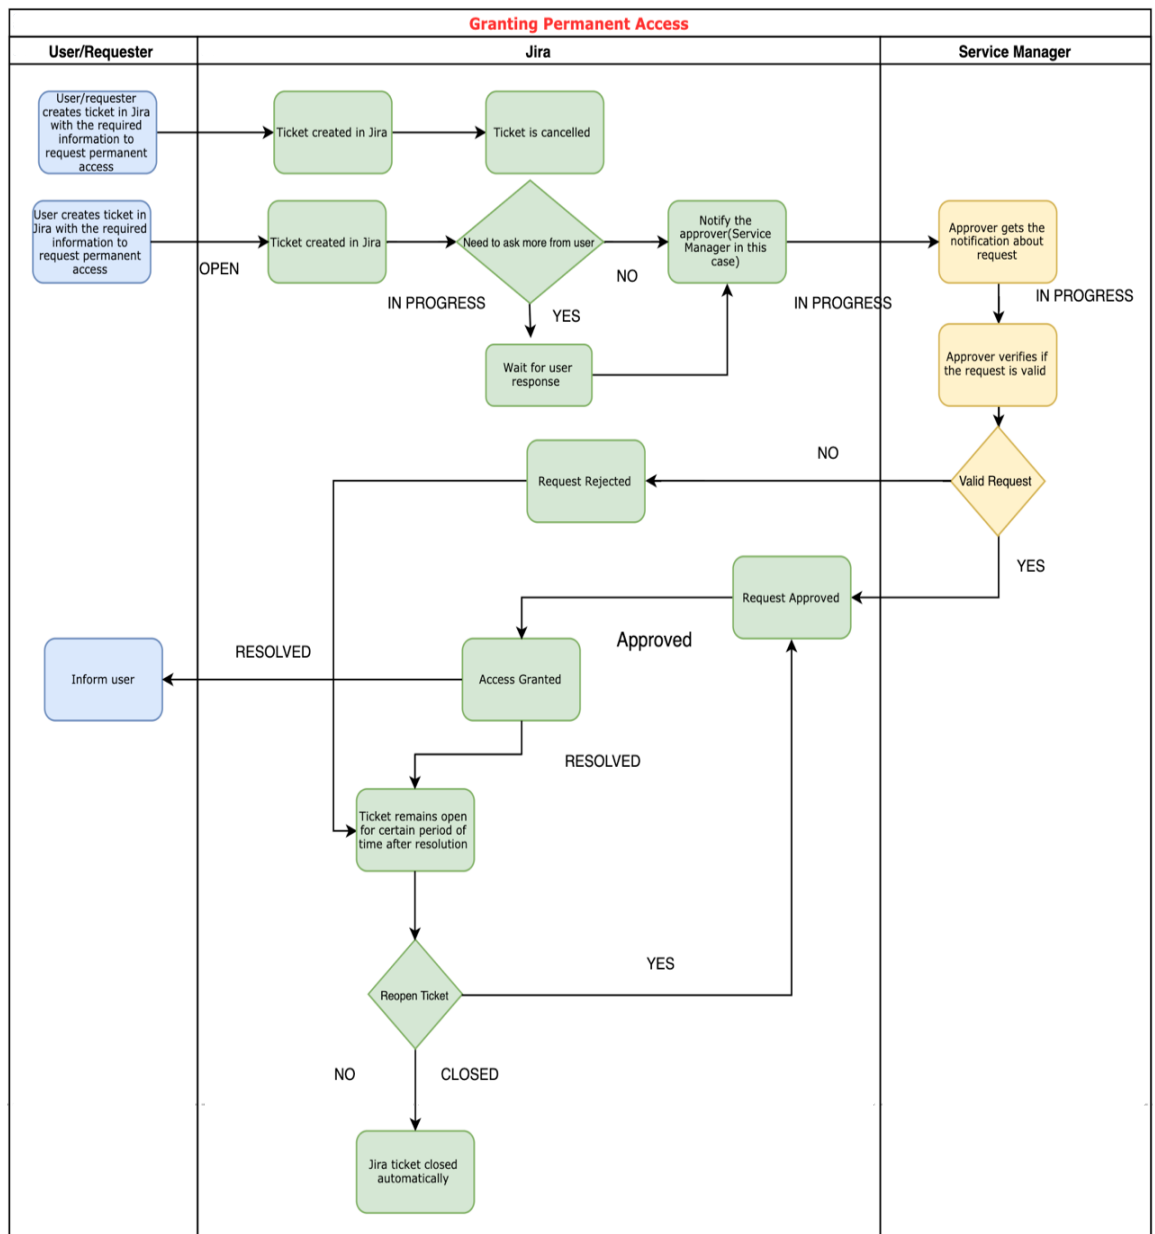 Granting Permanent Access
User/Requester
Jira
Service Manager
User/requester
creates ticket in Jira
with the required
information to
request permanent
access
Ticket created in Jira
Ticket is cancelled
User creates ticket in
Jira with the required
information to
request permanent
access
OPEN
Ticket created in Jira
IN PROGRESS
Need to ask more from user
NO
YES
Notify the
approver(Service
Manager in this
case)
IN PROGRESS
Approver gets the
notification about
request
IN PROGRESS
Wait for user
response
Approver verifies if
the request is valid
Valid Request
NO
Request Rejected
YES
Request Approved
Approved
Access Granted
RESOLVED
Inform user
RESOLVED
Ticket remains open
for certain period of
time after resolution
Reopen Ticket
YES
NO
CLOSED
Jira ticket closed
automatically